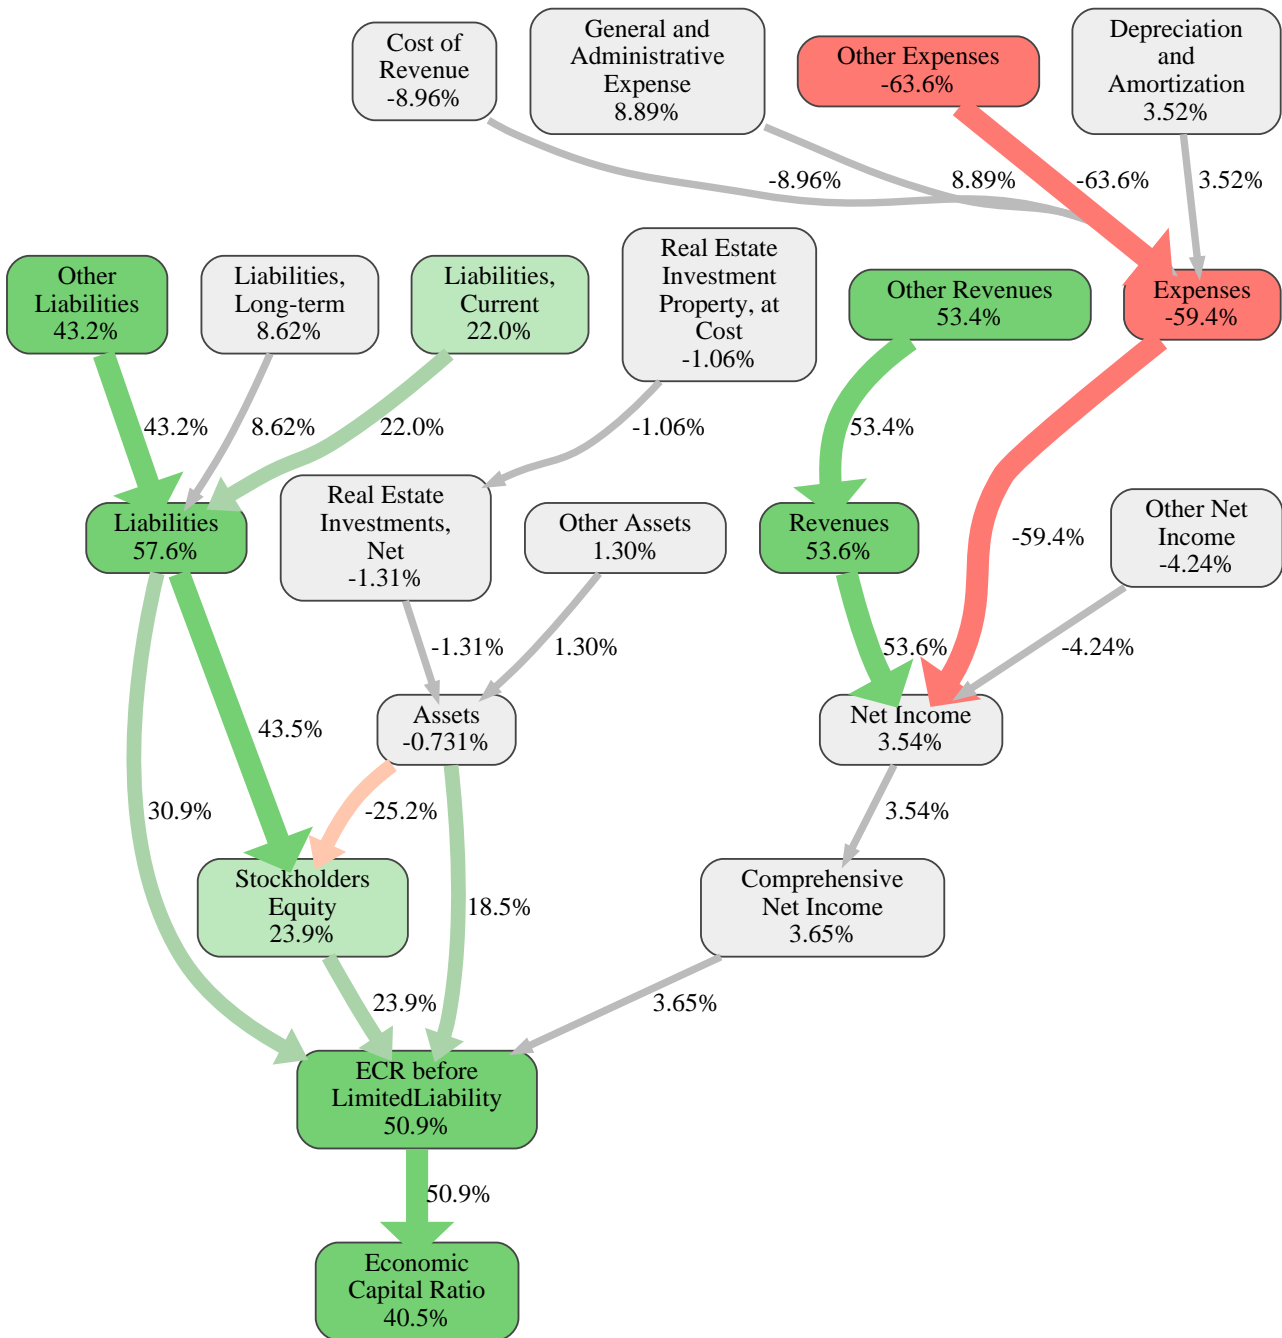 Cost of
Revenue
-8.96%
General and
Administrative
Expense
8.89%
Other Expenses
-63.6%
Depreciation
and
Amortization
3.52%
-8.96%
8.89%
-63.6%
3.52%
Other
Liabilities
43.2%
Liabilities,
Long-term
8.62%
Liabilities,
Current
22.0%
Real Estate
Investment
Property, at
Cost
-1.06%
Other Revenues
53.4%
Expenses
-59.4%
43.2%
8.62%
22.0%
-1.06%
53.4%
Liabilities
57.6%
Real Estate
Investments,
Net
-1.31%
Other Assets
1.30%
Revenues
53.6%
-59.4%
Other Net
Income
-4.24%
-1.31%
1.30%
53.6%
-4.24%
43.5%
Assets
-0.731%
Net Income
3.54%
30.9%
-25.2%
3.54%
Stockholders
Equity
23.9%
18.5%
Comprehensive
Net Income
3.65%
23.9%
3.65%
ECR before
LimitedLiability
50.9%
50.9%
Economic
Capital Ratio
40.5%